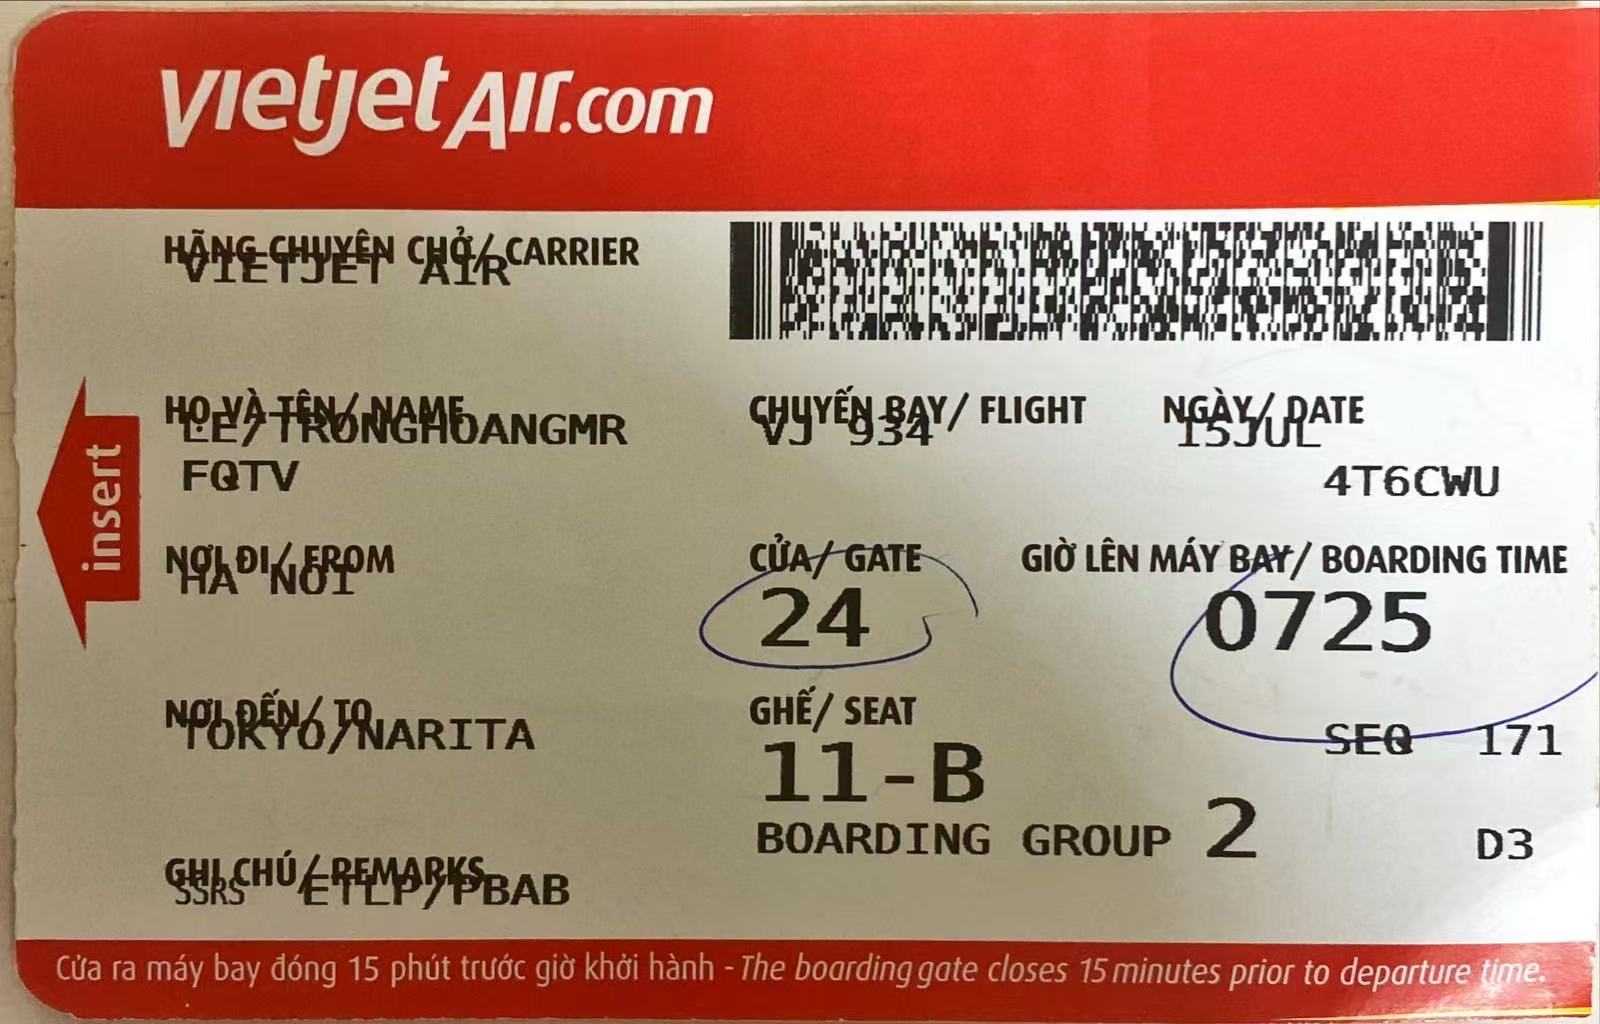 vietjet Air.com
HÃNG CHUYÊN CHỞ/ CARRIER
VIETJET AIR
HỌ VÀ TÊN/ NAME
LE/TRONGHOANGMR
CHUYẾN BAY/ FLIGHT
VJ 934
NGÀY/ DATE
15JUL
FQTV
4T6CWU
insert
NƠI ĐI/ FROM
HA NOI
CỬA/ GATE
24
GIỜ LÊN MÁY BAY/ BOARDING TIME
0725
NƠI ĐẾN/ TO
TOKYO/NARITA
GHẾ/ SEAT
11-B
SEQ 171
BOARDING GROUP 2
D3
GHI CHÚ/ REMARKS
SSRS ETLP/PBAB
Cửa ra máy bay đóng 15 phút trước giờ khởi hành - The boarding gate closes 15 minutes prior to departure time.